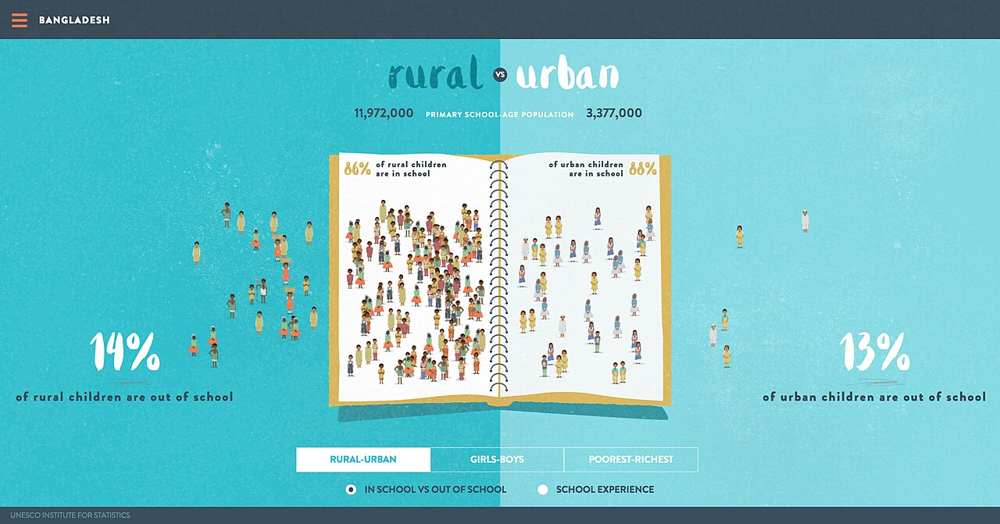 BANGLADESH
rural VS urban
11,972,000 PRIMARY SCHOOL-AGE POPULATION 3,377,000
86% of rural children
are in school
of urban children 88%
are in school
14%
of rural children are out of school
13%
of urban children are out of school
RURAL-URBAN GIRLS-BOYS POOREST-RICHEST
IN SCHOOL VS OUT OF SCHOOL SCHOOL EXPERIENCE
UNESCO INSTITUTE FOR STATISTICS